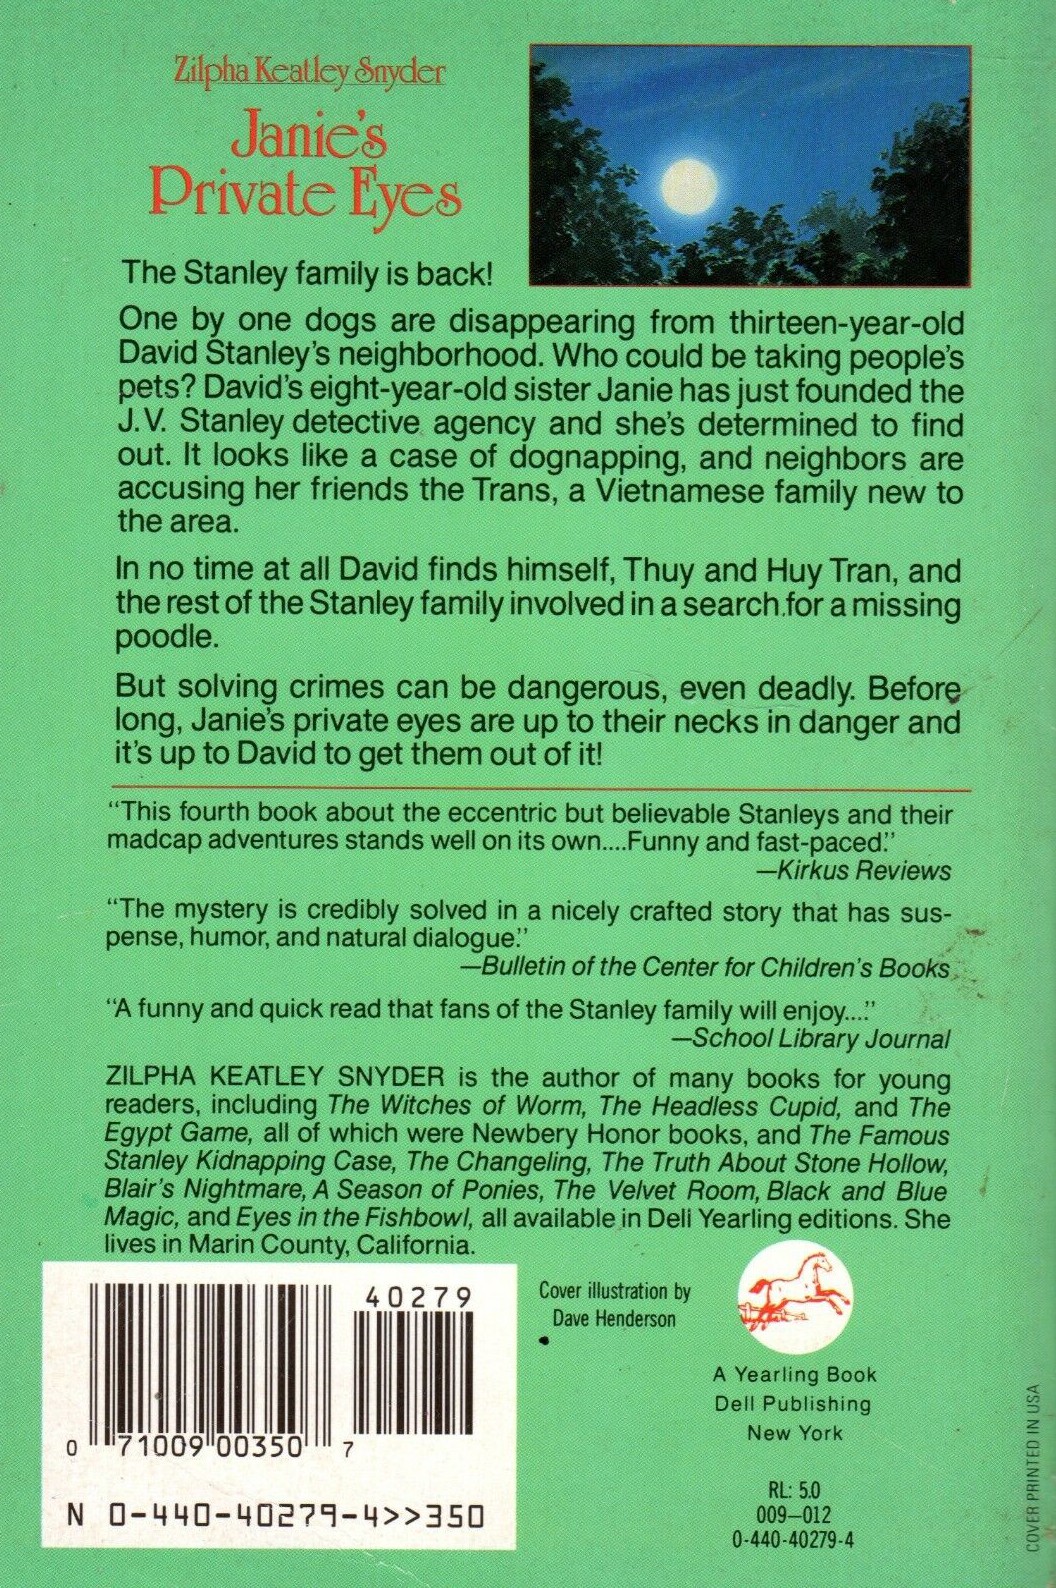 Zilpha Keatley Snyder
Janie's
Private Eyes
The Stanley family is back!
One by one dogs are disappearing from thirteen-year-old
David Stanley's neighborhood. Who could be taking people's
pets? David's eight-year-old sister Janie has just founded the
J.V. Stanley detective agency and she's determined to find
out. It looks like a case of dognapping, and neighbors are
accusing her friends the Trans, a Vietnamese family new to
the area.
In no time at all David finds himself, Thuy and Huy Tran, and
the rest of the Stanley family involved in a search for a missing
poodle.
But solving crimes can be dangerous, even deadly. Before
long, Janie's private eyes are up to their necks in danger and
it's up to David to get them out of it!
"This fourth book about the eccentric but believable Stanleys and their
madcap adventures stands well on its own....Funny and fast-paced."
—Kirkus Reviews
"The mystery is credibly solved in a nicely crafted story that has sus-
pense, humor, and natural dialogue."
—Bulletin of the Center for Children's Books
"A funny and quick read that fans of the Stanley family will enjoy...."
—School Library Journal
ZILPHA KEATLEY SNYDER is the author of many books for young
readers, including The Witches of Worm, The Headless Cupid, and The
Egypt Game, all of which were Newbery Honor books, and The Famous
Stanley Kidnapping Case, The Changeling, The Truth About Stone Hollow,
Blair's Nightmare, A Season of Ponies, The Velvet Room, Black and Blue
Magic, and Eyes in the Fishbowl, all available in Dell Yearling editions. She
lives in Marin County, California.
40279
0 71009 00350 7
N 0-440-40279-4>>350
Cover illustration by
Dave Henderson
A Yearling Book
Dell Publishing
New York
RL: 5.0
009—012
0-440-40279-4
COVER PRINTED IN USA